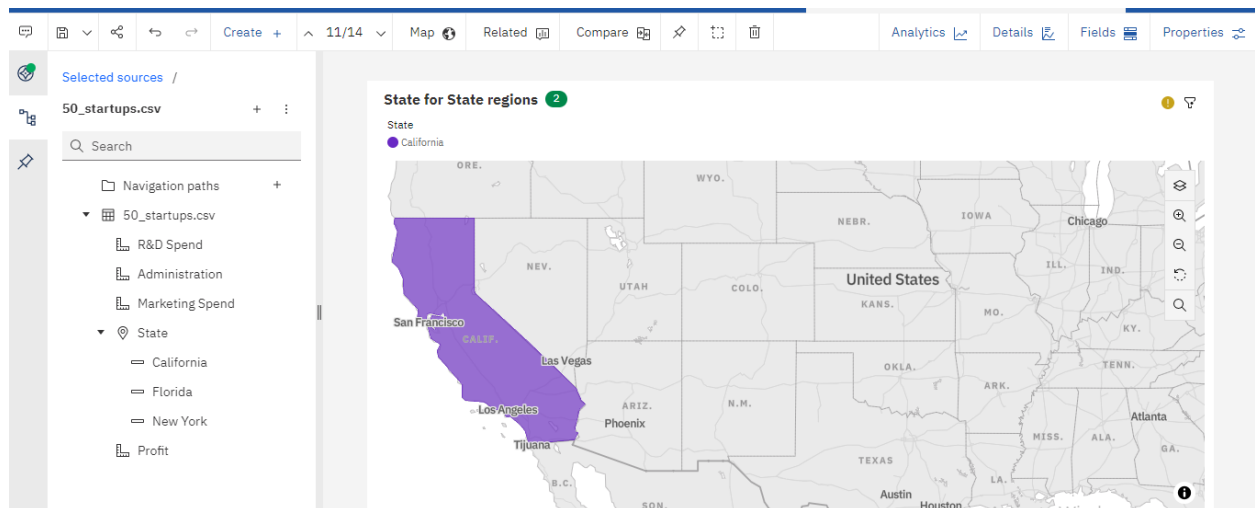 Create + 11/14 Map Related Compare Analytics Details Fields Properties
Selected sources /
50_startups.csv + :
Search
Navigation paths +
50_startups.csv
R&D Spend
Administration
Marketing Spend
State
California
Florida
New York
Profit
State for State regions 2
State
California
ORE.
WYO.
NEBR.
IOWA
Chicago
NEV.
UTAH
COLO.
United States
ILL.
IND.
KANS.
MO.
San Francisco
CALIF.
KY.
Las Vegas
OKLA.
TENN.
ARK.
Los Angeles
ARIZ.
N.M.
Phoenix
Atlanta
Tijuana
MISS.
ALA.
GA.
TEXAS
B.C.
LA.
Austin
SON.
Houston